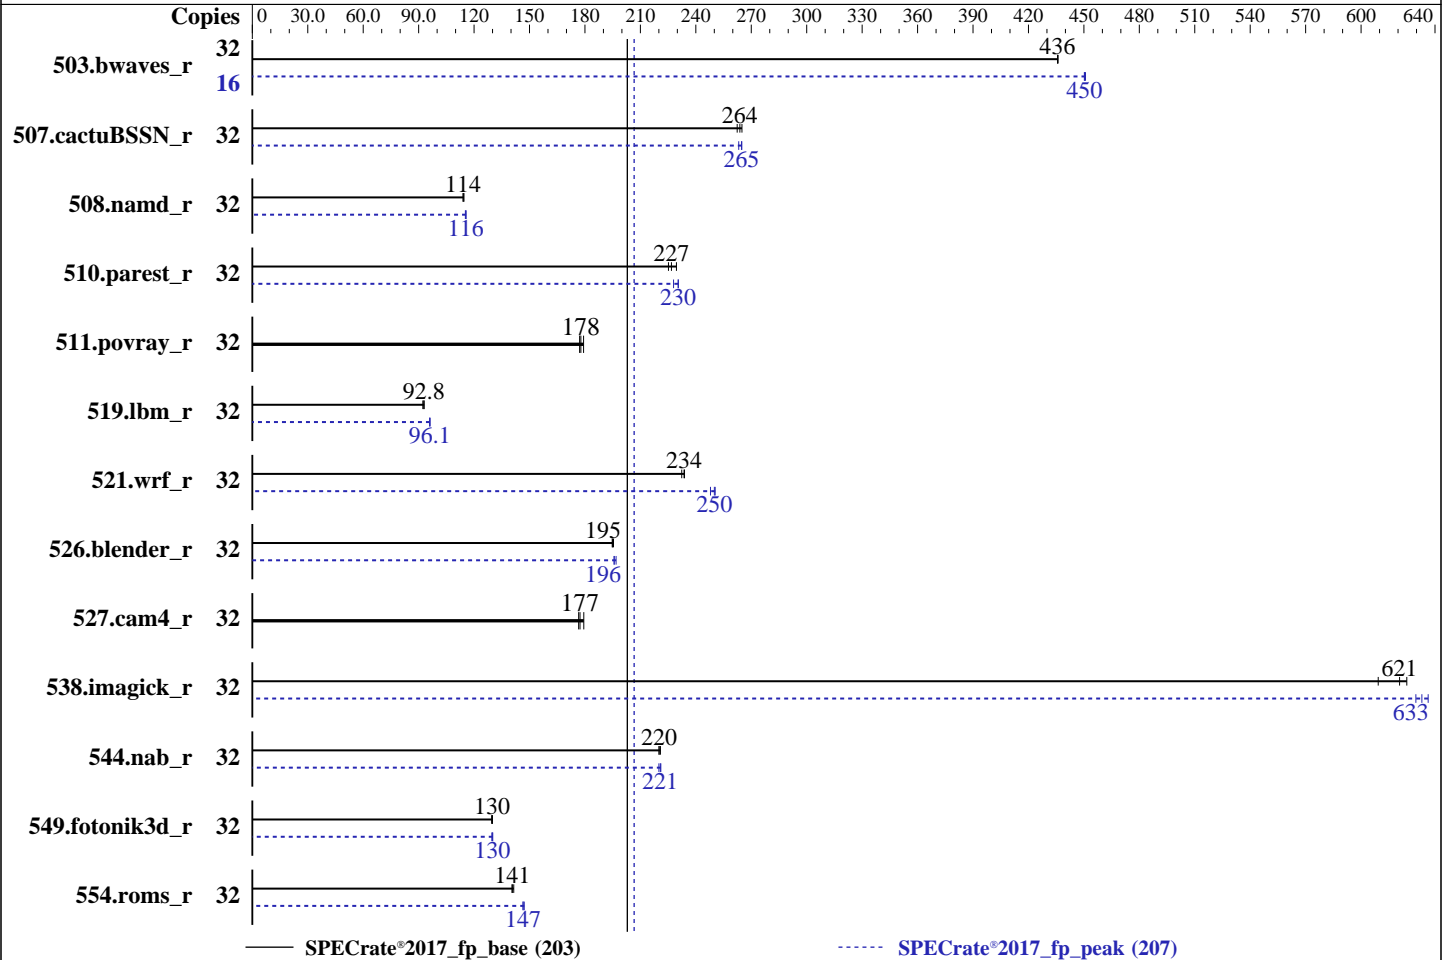 Copies 0 30.0 60.0 90.0 120 150 180 210 240 270 300 330 360 390 420 450 480 510 540 570 600 640
503.bwaves_r 32 436
16 450
507.cactuBSSN_r 32 264
265
508.namd_r 32 114
116
510.parest_r 32 227
230
511.povray_r 32 178
519.lbm_r 32 92.8
96.1
521.wrf_r 32 234
250
526.blender_r 32 195
196
527.cam4_r 32 177
538.imagick_r 32 621
633
544.nab_r 32 220
221
549.fotonik3d_r 32 130
130
554.roms_r 32 141
147
SPECrate®2017_fp_base (203) SPECrate®2017_fp_peak (207)